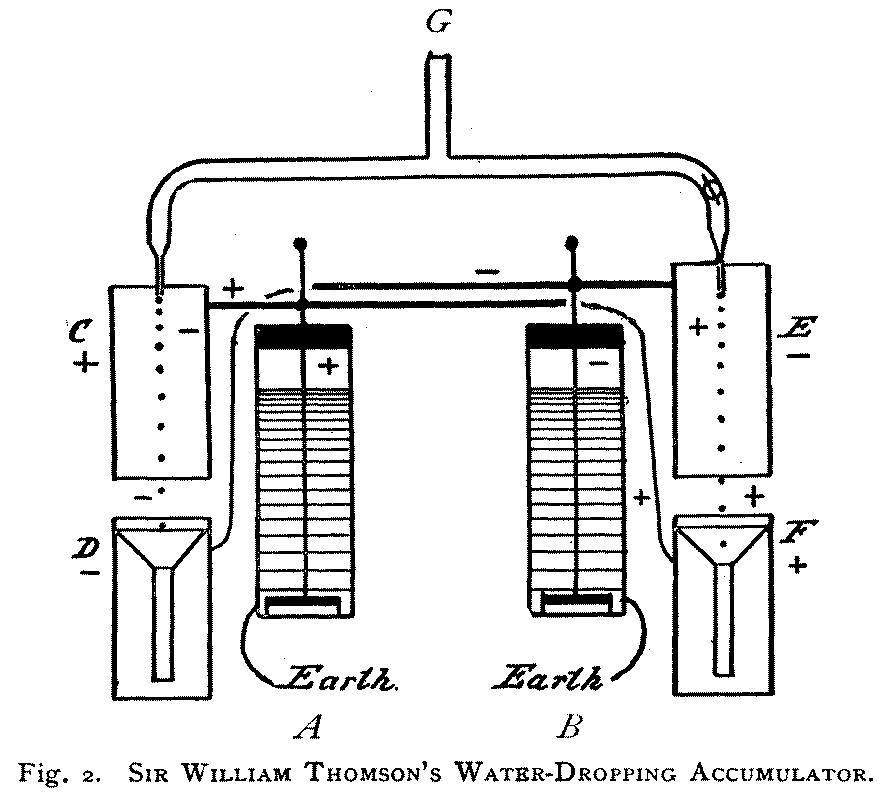 G
+
−
C
+
−
+
−
+
E
−
−
+
+
D
−
F
+
Earth.
Earth
A
B
Fig. 2. SIR WILLIAM THOMSON'S WATER-DROPPING ACCUMULATOR.